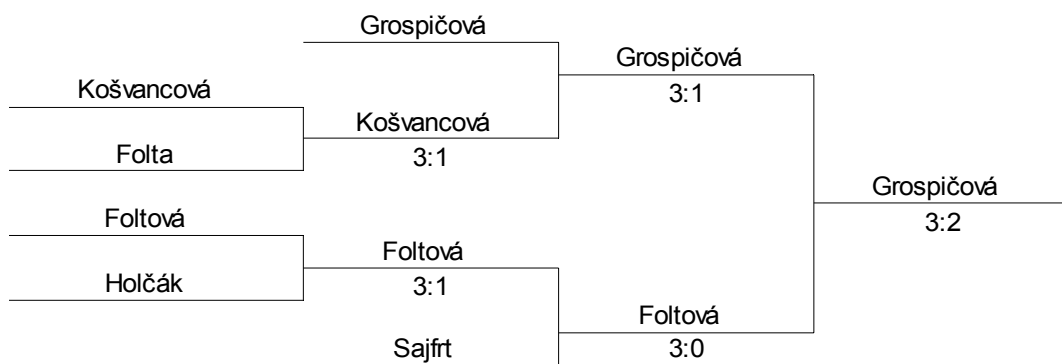 Grospičová
Grospičová
Košvancová
3:1
Košvancová
Folta
3:1
Grospičová
Foltová
3:2
Foltová
Holčák
3:1
Foltová
Sajfrt
3:0